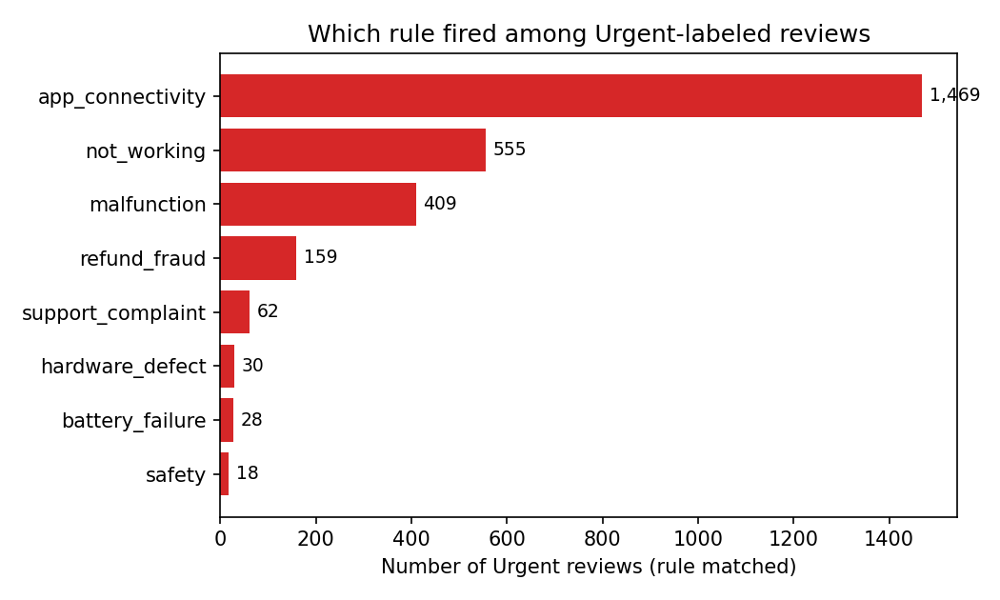 Which rule fired among Urgent-labeled reviews
app_connectivity 1,469
not_working 555
malfunction 409
refund_fraud 159
support_complaint 62
hardware_defect 30
battery_failure 28
safety 18
0 200 400 600 800 1000 1200 1400
Number of Urgent reviews (rule matched)